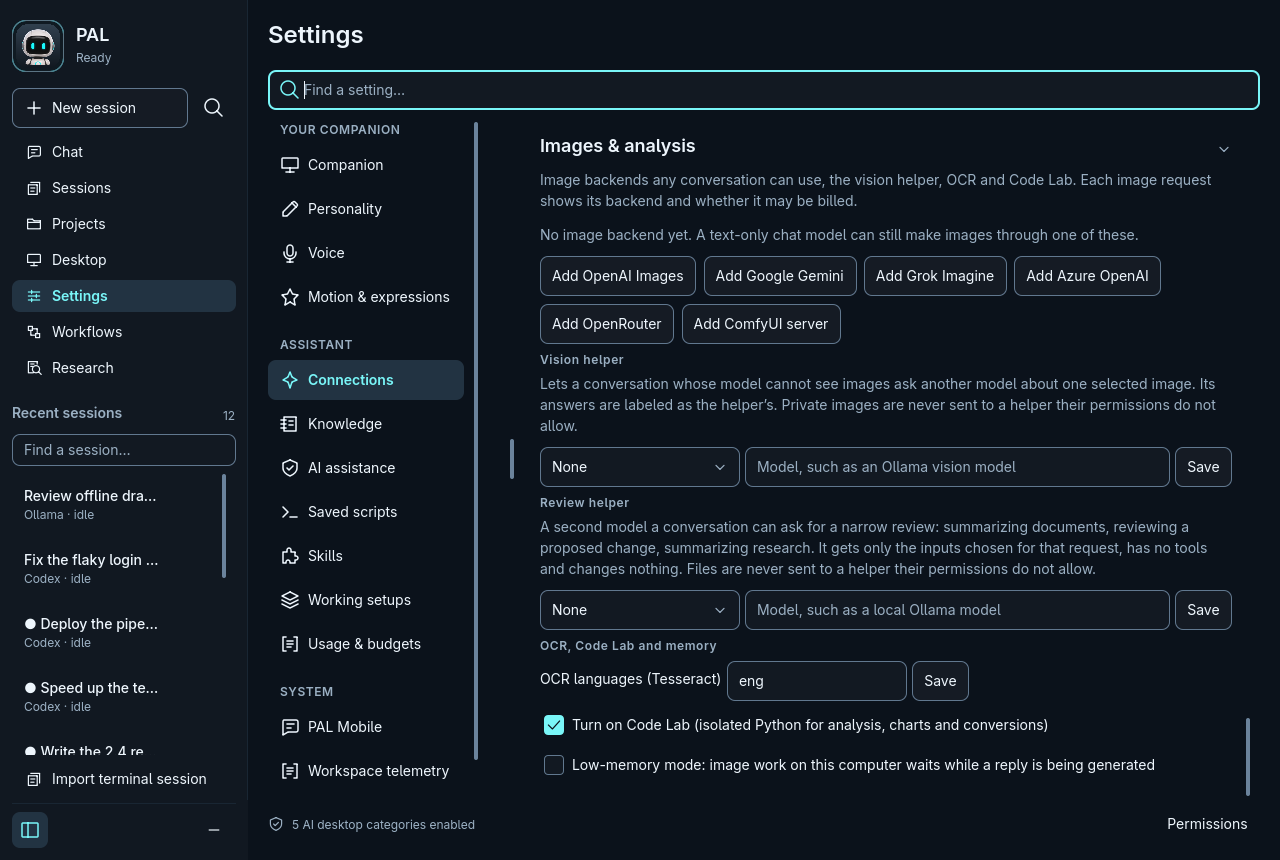 PAL
Ready
New session
Chat
Sessions
Projects
Desktop
Settings
Workflows
Research
Recent sessions
12
Find a session...
Review offline dra...
Ollama · idle
Fix the flaky login ...
Codex · idle
Deploy the pipe...
Codex · idle
Speed up the te...
Codex · idle
Write the 2.4 re
Import terminal session
Settings
Find a setting...
YOUR COMPANION
Companion
Personality
Voice
Motion & expressions
ASSISTANT
Connections
Knowledge
AI assistance
Saved scripts
Skills
Working setups
Usage & budgets
SYSTEM
PAL Mobile
Workspace telemetry
Images & analysis
Image backends any conversation can use, the vision helper, OCR and Code Lab. Each image request
shows its backend and whether it may be billed.
No image backend yet. A text-only chat model can still make images through one of these.
Add OpenAI Images
Add Google Gemini
Add Grok Imagine
Add Azure OpenAI
Add OpenRouter
Add ComfyUI server
Vision helper
Lets a conversation whose model cannot see images ask another model about one selected image. Its
answers are labeled as the helper’s. Private images are never sent to a helper their permissions do not
allow.
None
Model, such as an Ollama vision model
Save
Review helper
A second model a conversation can ask for a narrow review: summarizing documents, reviewing a
proposed change, summarizing research. It gets only the inputs chosen for that request, has no tools
and changes nothing. Files are never sent to a helper their permissions do not allow.
None
Model, such as a local Ollama model
Save
OCR, Code Lab and memory
OCR languages (Tesseract)
eng
Save
Turn on Code Lab (isolated Python for analysis, charts and conversions)
Low-memory mode: image work on this computer waits while a reply is being generated
5 AI desktop categories enabled
Permissions